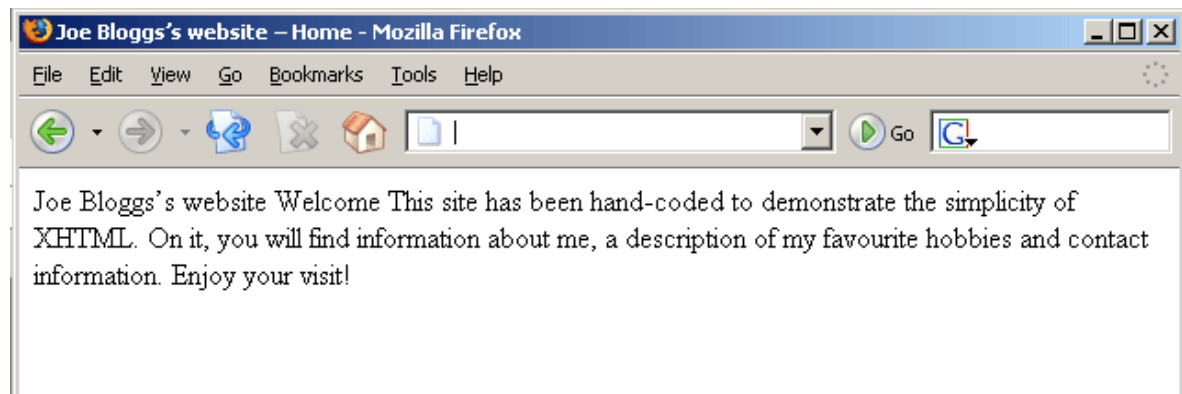 Joe Bloggs’s website – Home - Mozilla Firefox
File Edit View Go Bookmarks Tools Help
Go G
Joe Bloggs’s website Welcome This site has been hand-coded to demonstrate the simplicity of
XHTML. On it, you will find information about me, a description of my favourite hobbies and contact
information. Enjoy your visit!